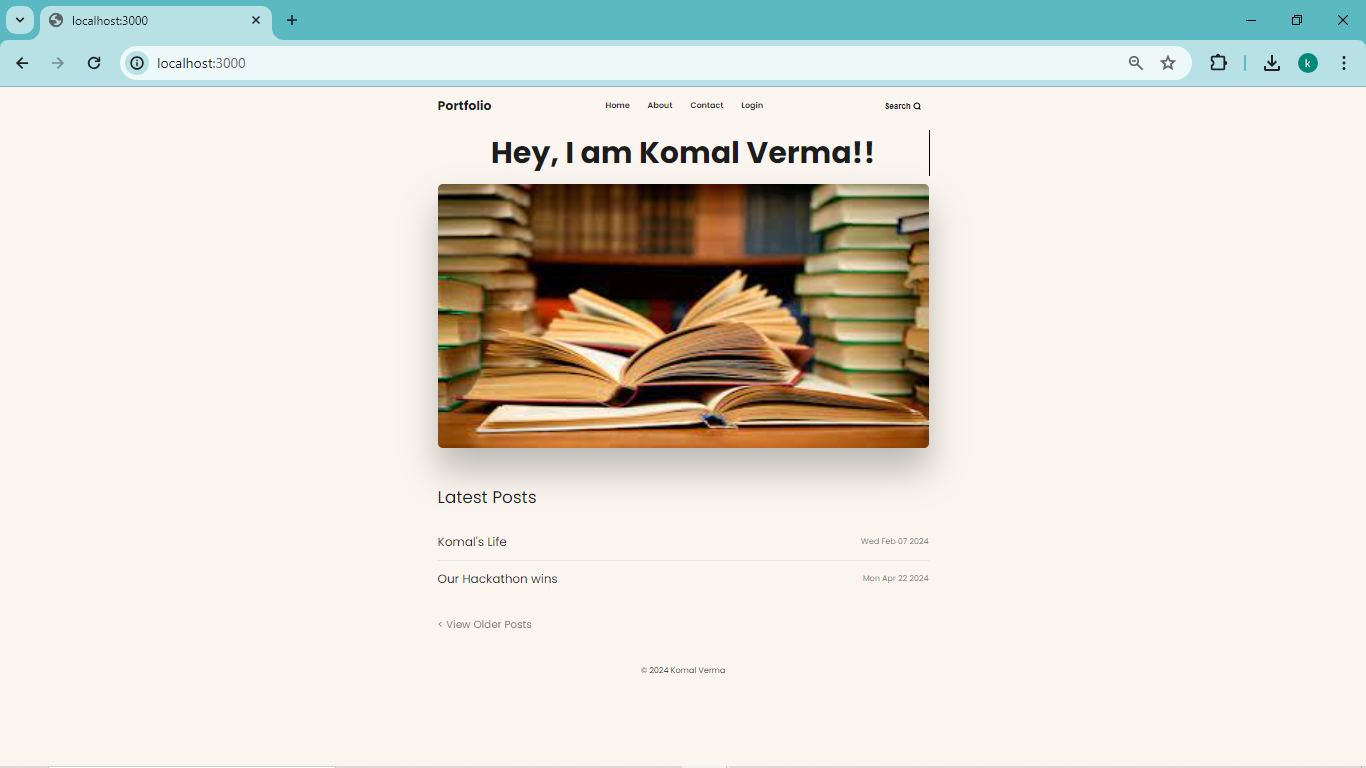 localhost:3000
localhost:3000
k
Portfolio
Home About Contact Login
Search
Hey, I am Komal Verma!!
Latest Posts
Komal's Life Wed Feb 07 2024
Our Hackathon wins Mon Apr 22 2024
< View Older Posts
© 2024 Komal Verma